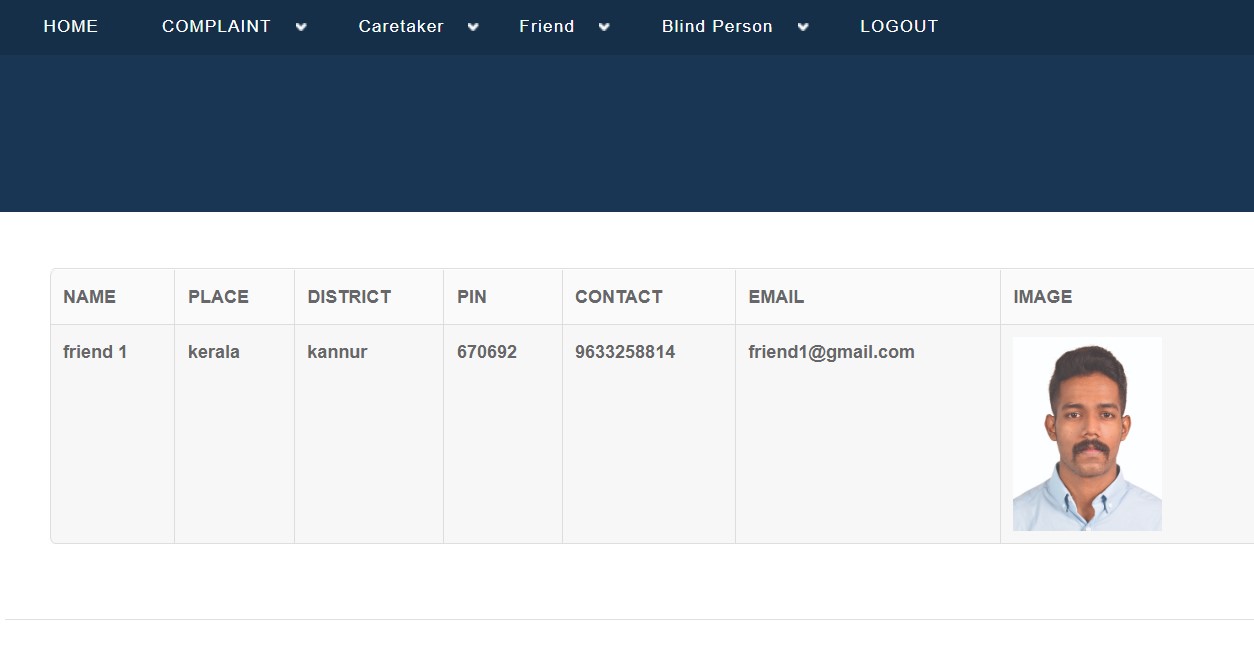 HOME COMPLAINT Caretaker Friend Blind Person LOGOUT
NAME PLACE DISTRICT PIN CONTACT EMAIL IMAGE
friend 1 kerala kannur 670692 9633258814 friend1@gmail.com